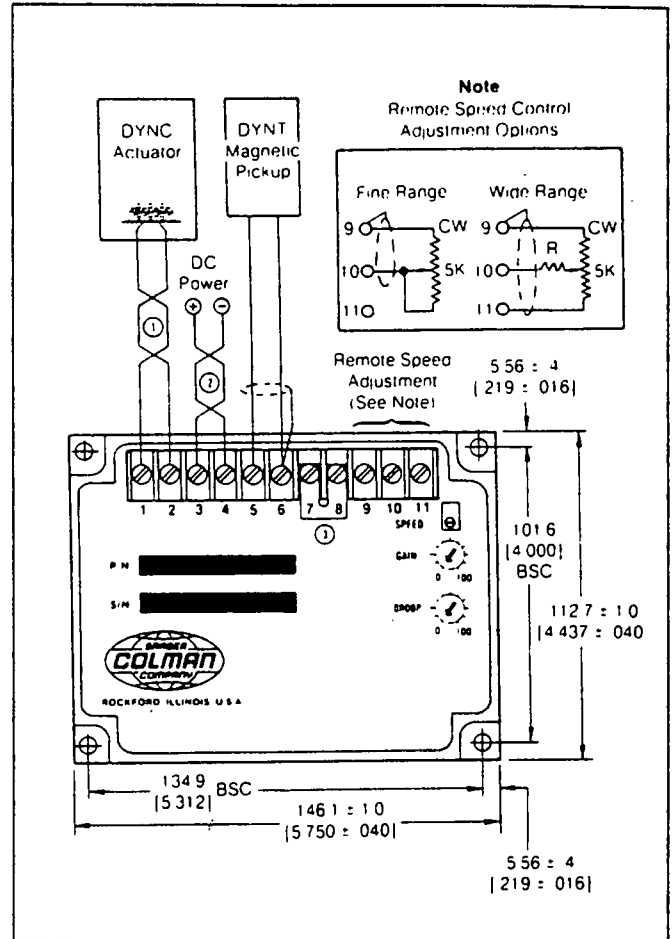 Note
Remote Speed Control
Adjustment Options
DYNC
Actuator
DYNT
Magnetic
Pickup
Fine Range
Wide Range
9
CW
10
5K
11
9
CW
R
10
5K
11
DC
Power
+ −
1
2
Remote Speed
Adjustment
(See Note)
5.56 ± .4
[.219 ± .016]
1 2 3 4 5 6 7 8 9 10 11
3
SPEED
GAIN
0 100
DROOP
0 100
P/N
S/N
BARBER
COLMAN
COMPANY
ROCKFORD ILLINOIS U S A
101.6
[4.000]
BSC
112.7 ± 1.0
[4.437 ± .040
134.9
[5.312]
BSC
146.1 ± 1.0
[5.750 ± .040]
5.56 ± .4
[.219 ± .016]